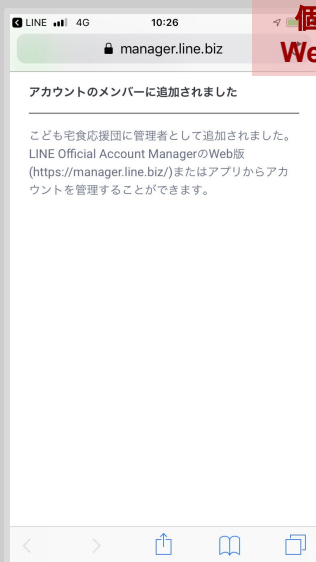 LINE 4G 10:26
個
manager.line.biz
We
アカウントのメンバーに追加されました
こども宅食応援団に管理者として追加されました。
LINE Official Account ManagerのWeb版
(https://manager.line.biz/)またはアプリからアカ
ウントを管理することができます。